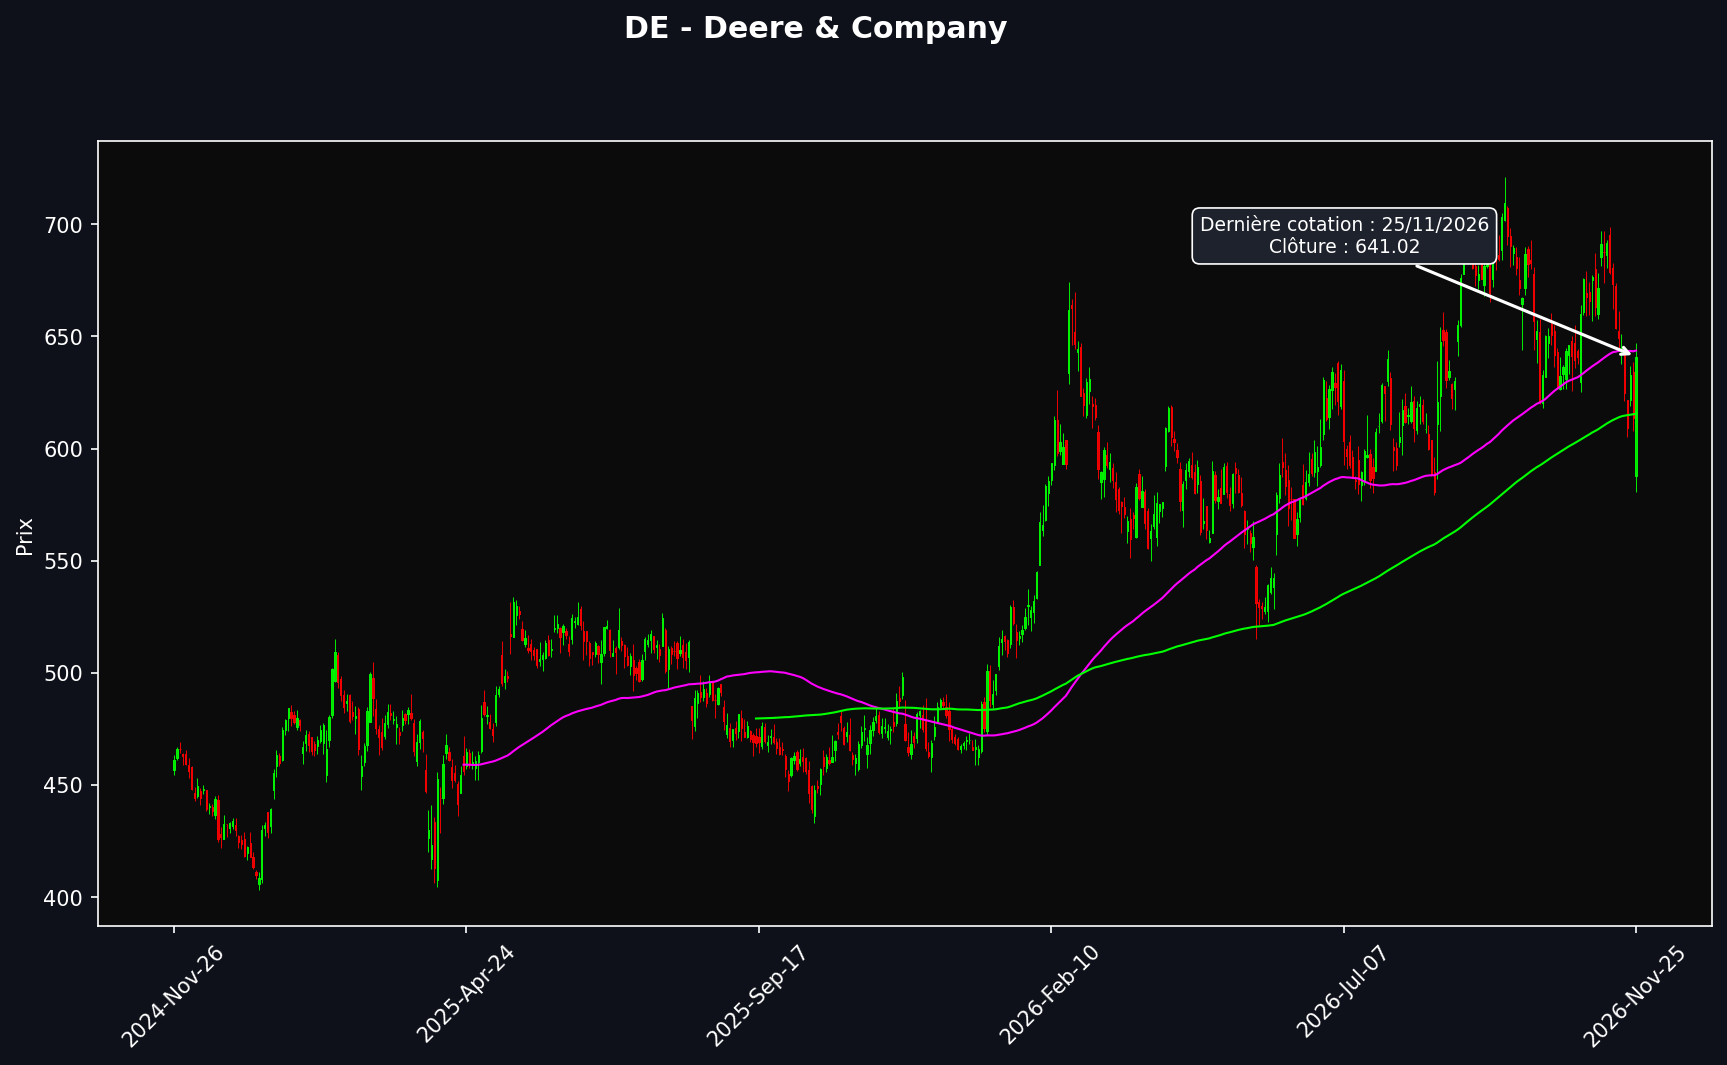 DE - Deere & Company
Dernière cotation : 25/11/2026
Clôture : 641.02
Prix
700
650
600
550
500
450
400
2024-Nov-26
2025-Apr-24
2025-Sep-17
2026-Feb-10
2026-Jul-07
2026-Nov-25